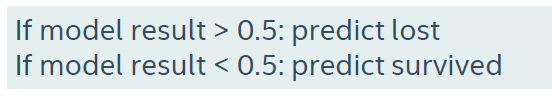 If model result > 0.5: predict lost
If model result < 0.5: predict survived